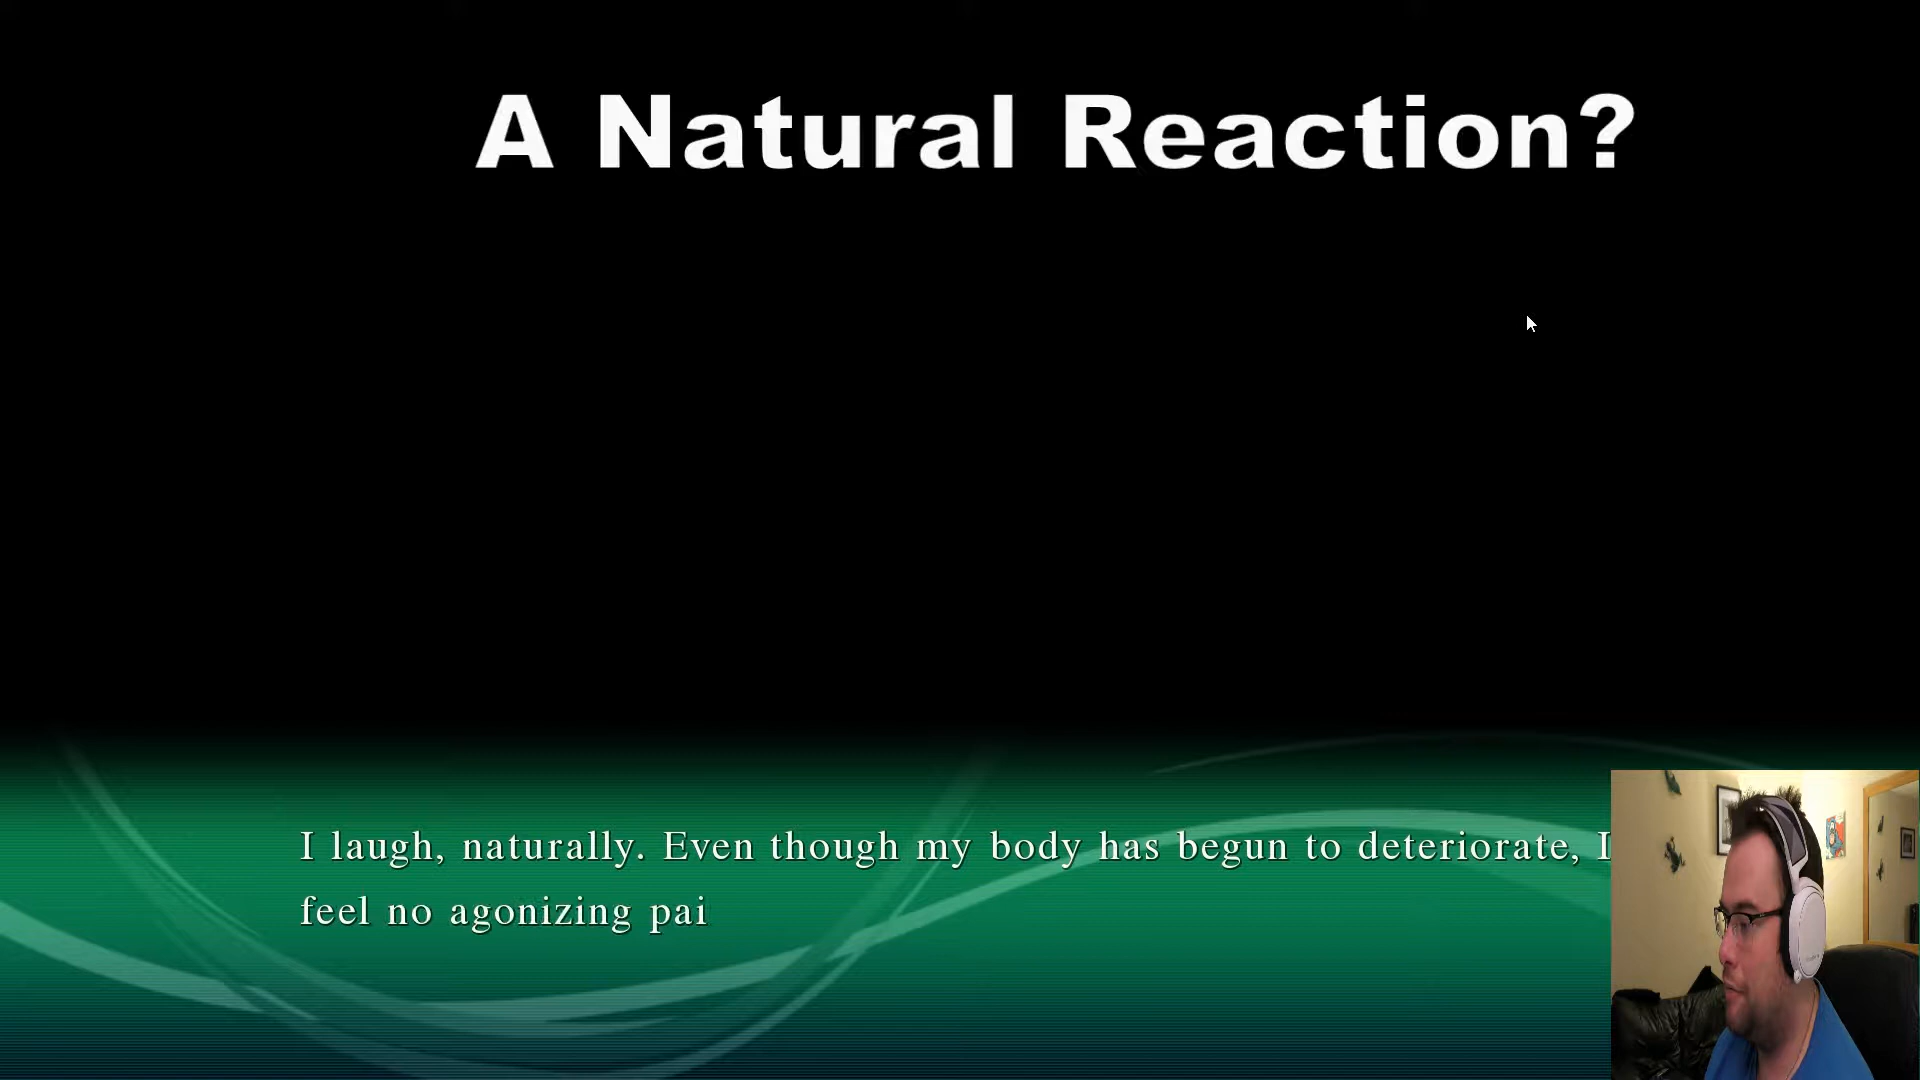 A Natural Reaction?
I laugh, naturally. Even though my body has begun to deteriorate, I
feel no agonizing pai